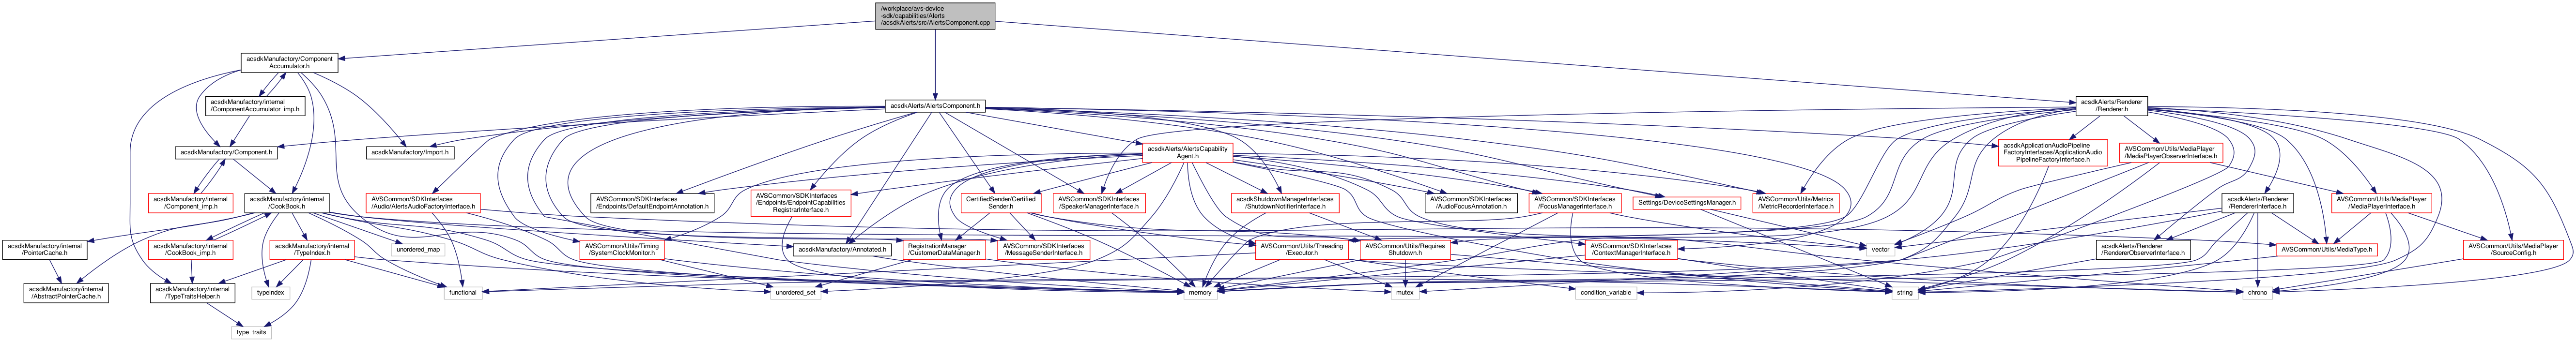 /workplace/avs-device
-sdk/capabilities/Alerts
/acsdkAlerts/src/AlertsComponent.cpp
acsdkManufactory/Component
Accumulator.h
acsdkManufactory/internal
/ComponentAccumulator_imp.h
acsdkAlerts/AlertsComponent.h
acsdkAlerts/Renderer
/Renderer.h
acsdkManufactory/Component.h
acsdkManufactory/Import.h
acsdkAlerts/AlertsCapability
Agent.h
acsdkApplicationAudioPipeline
FactoryInterfaces/ApplicationAudio
PipelineFactoryInterface.h
AVSCommon/Utils/MediaPlayer
/MediaPlayerObserverInterface.h
acsdkManufactory/internal
/Component_imp.h
acsdkManufactory/internal
/CookBook.h
AVSCommon/SDKInterfaces
/Audio/AlertsAudioFactoryInterface.h
AVSCommon/SDKInterfaces
/Endpoints/DefaultEndpointAnnotation.h
AVSCommon/SDKInterfaces
/Endpoints/EndpointCapabilities
RegistrarInterface.h
CertifiedSender/Certified
Sender.h
AVSCommon/SDKInterfaces
/SpeakerManagerInterface.h
acsdkShutdownManagerInterfaces
/ShutdownNotifierInterface.h
AVSCommon/SDKInterfaces
/AudioFocusAnnotation.h
AVSCommon/SDKInterfaces
/FocusManagerInterface.h
Settings/DeviceSettingsManager.h
AVSCommon/Utils/Metrics
/MetricRecorderInterface.h
acsdkAlerts/Renderer
/RendererInterface.h
AVSCommon/Utils/MediaPlayer
/MediaPlayerInterface.h
acsdkManufactory/internal
/PointerCache.h
acsdkManufactory/internal
/CookBook_imp.h
acsdkManufactory/internal
/TypeIndex.h
unordered_map
AVSCommon/Utils/Timing
/SystemClockMonitor.h
acsdkManufactory/Annotated.h
RegistrationManager
/CustomerDataManager.h
AVSCommon/SDKInterfaces
/MessageSenderInterface.h
AVSCommon/Utils/Threading
/Executor.h
AVSCommon/Utils/Requires
Shutdown.h
AVSCommon/SDKInterfaces
/ContextManagerInterface.h
vector
acsdkAlerts/Renderer
/RendererObserverInterface.h
AVSCommon/Utils/MediaType.h
AVSCommon/Utils/MediaPlayer
/SourceConfig.h
acsdkManufactory/internal
/AbstractPointerCache.h
acsdkManufactory/internal
/TypeTraitsHelper.h
typeindex
functional
unordered_set
memory
mutex
condition_variable
string
chrono
type_traits